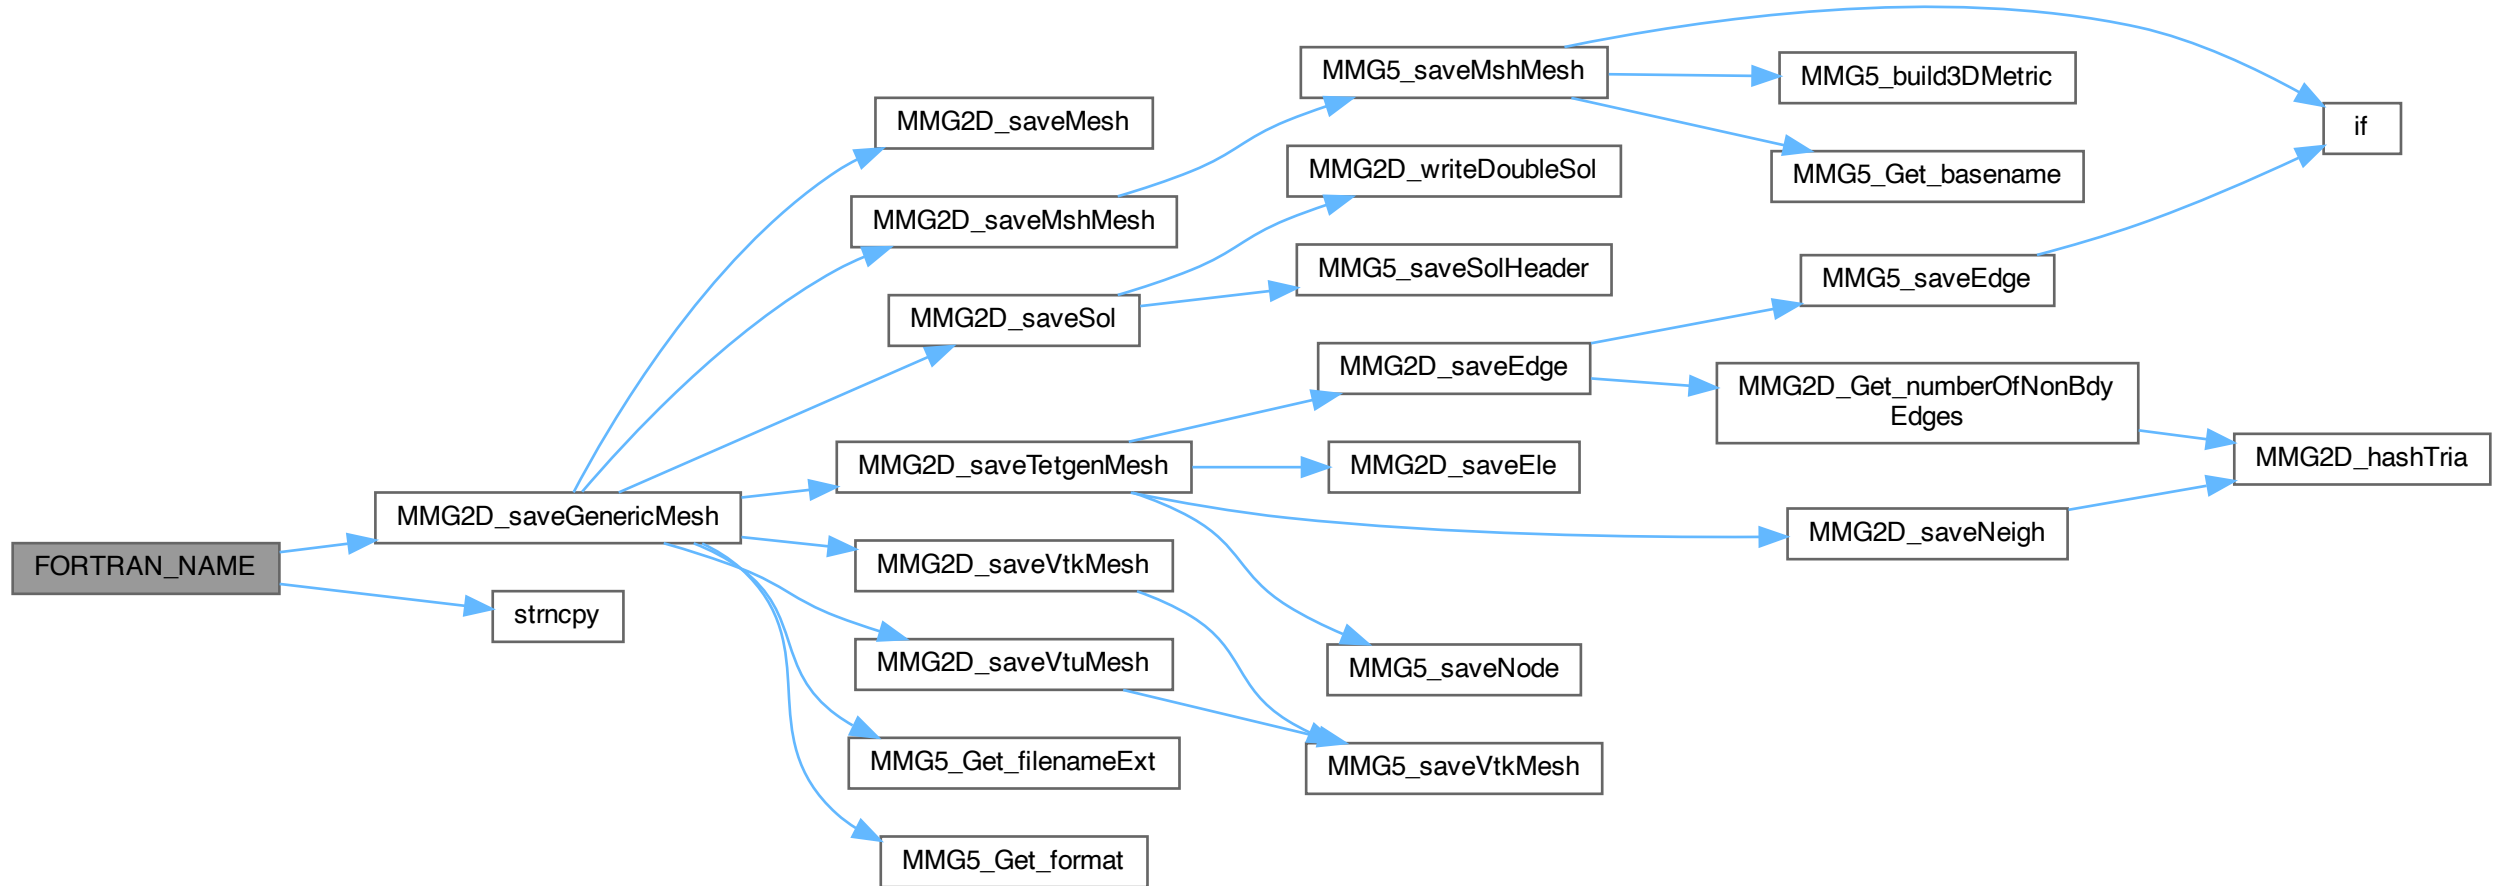 FORTRAN_NAME
MMG2D_saveGenericMesh
strncpy
MMG2D_saveMesh
MMG2D_saveMshMesh
MMG2D_saveSol
MMG2D_saveTetgenMesh
MMG2D_saveVtkMesh
MMG2D_saveVtuMesh
MMG5_Get_filenameExt
MMG5_Get_format
MMG5_saveMshMesh
MMG2D_writeDoubleSol
MMG5_saveSolHeader
MMG2D_saveEdge
MMG2D_saveEle
MMG5_saveNode
MMG5_saveVtkMesh
MMG5_build3DMetric
MMG5_Get_basename
MMG5_saveEdge
MMG2D_Get_numberOfNonBdy
Edges
MMG2D_saveNeigh
if
MMG2D_hashTria